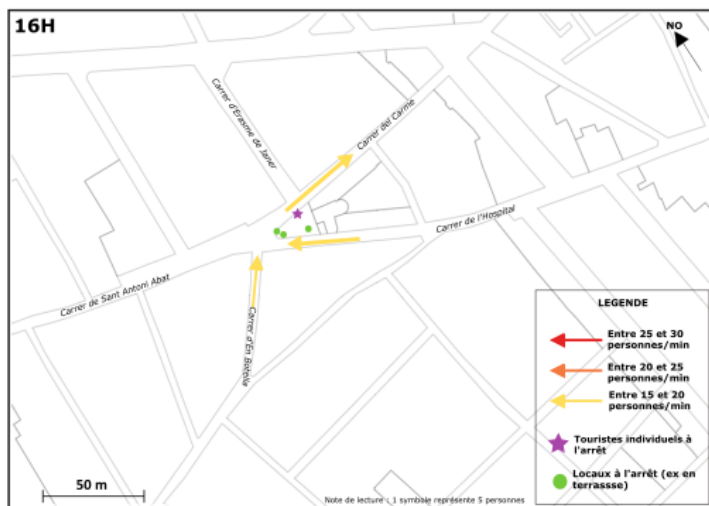 16H
NO
Carrer d'Erasme de Janer
Carrer del Carme
Carrer de l'Hospital
Carrer de Sant Antoni Abat
Carrer d'En Botella
LEGENDE
Entre 25 et 30
personnes/min
Entre 20 et 25
personnes/min
Entre 15 et 20
personnes/min
Touristes individuels à
l'arrêt
Locaux à l'arrêt (ex en
terrassse)
50 m
Note de lecture : 1 symbole représente 5 personnes